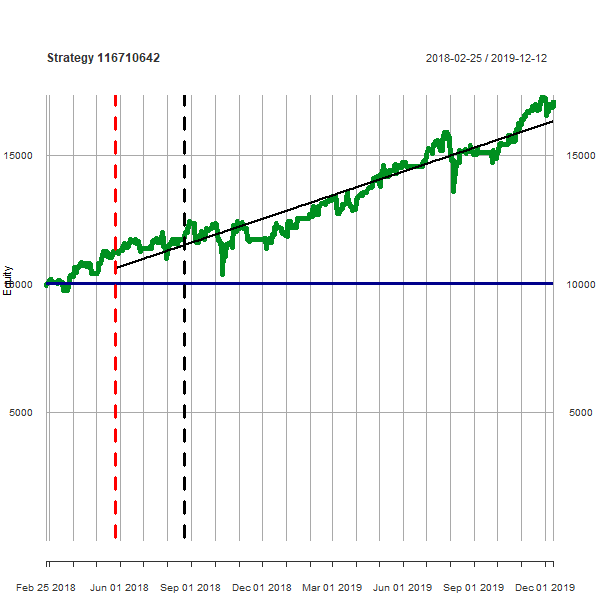 Strategy 116710642 2018-02-25 / 2019-12-12
15000 15000
Equity
10000 10000
5000 5000
Feb 25 2018 Jun 01 2018 Sep 01 2018 Dec 01 2018 Mar 01 2019 Jun 01 2019 Sep 01 2019 Dec 01 2019